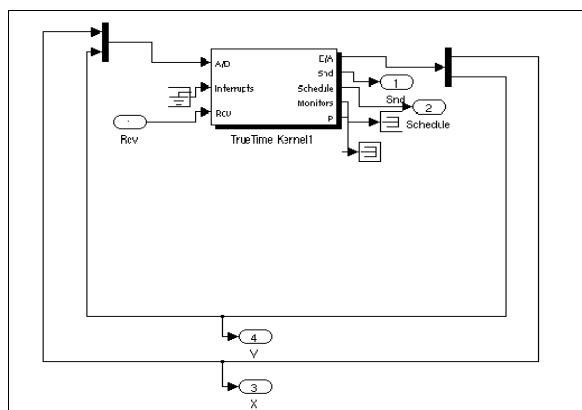 A/D
Interrupts
Rcv
D/A
Snd
Schedule
Monitors
P
TrueTime Kernel1
Rcv
1
Snd
2
Schedule
4
Y
3
X